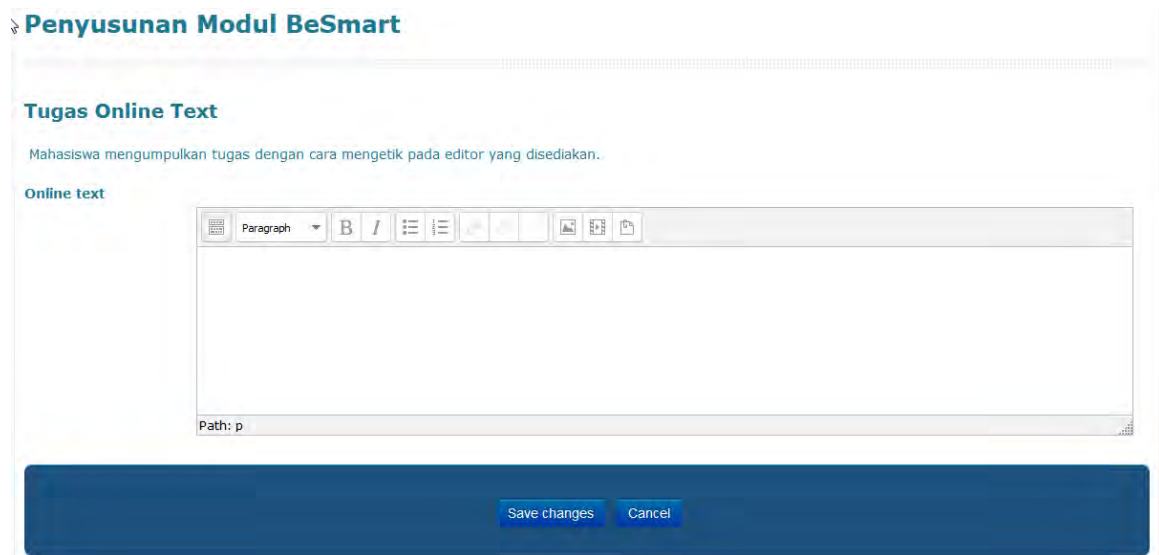 Penyusunan Modul BeSmart
Tugas Online Text
Mahasiswa mengumpulkan tugas dengan cara mengetik pada editor yang disediakan.
Online text
Paragraph B I
Path: p
Save changes Cancel